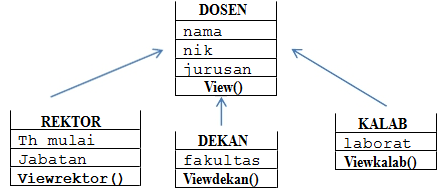 DOSEN
nama
nik
jurusan
View()
REKTOR
Th mulai
Jabatan
Viewrektor()
DEKAN
fakultas
Viewdekan()
KALAB
laborat
Viewkalab()